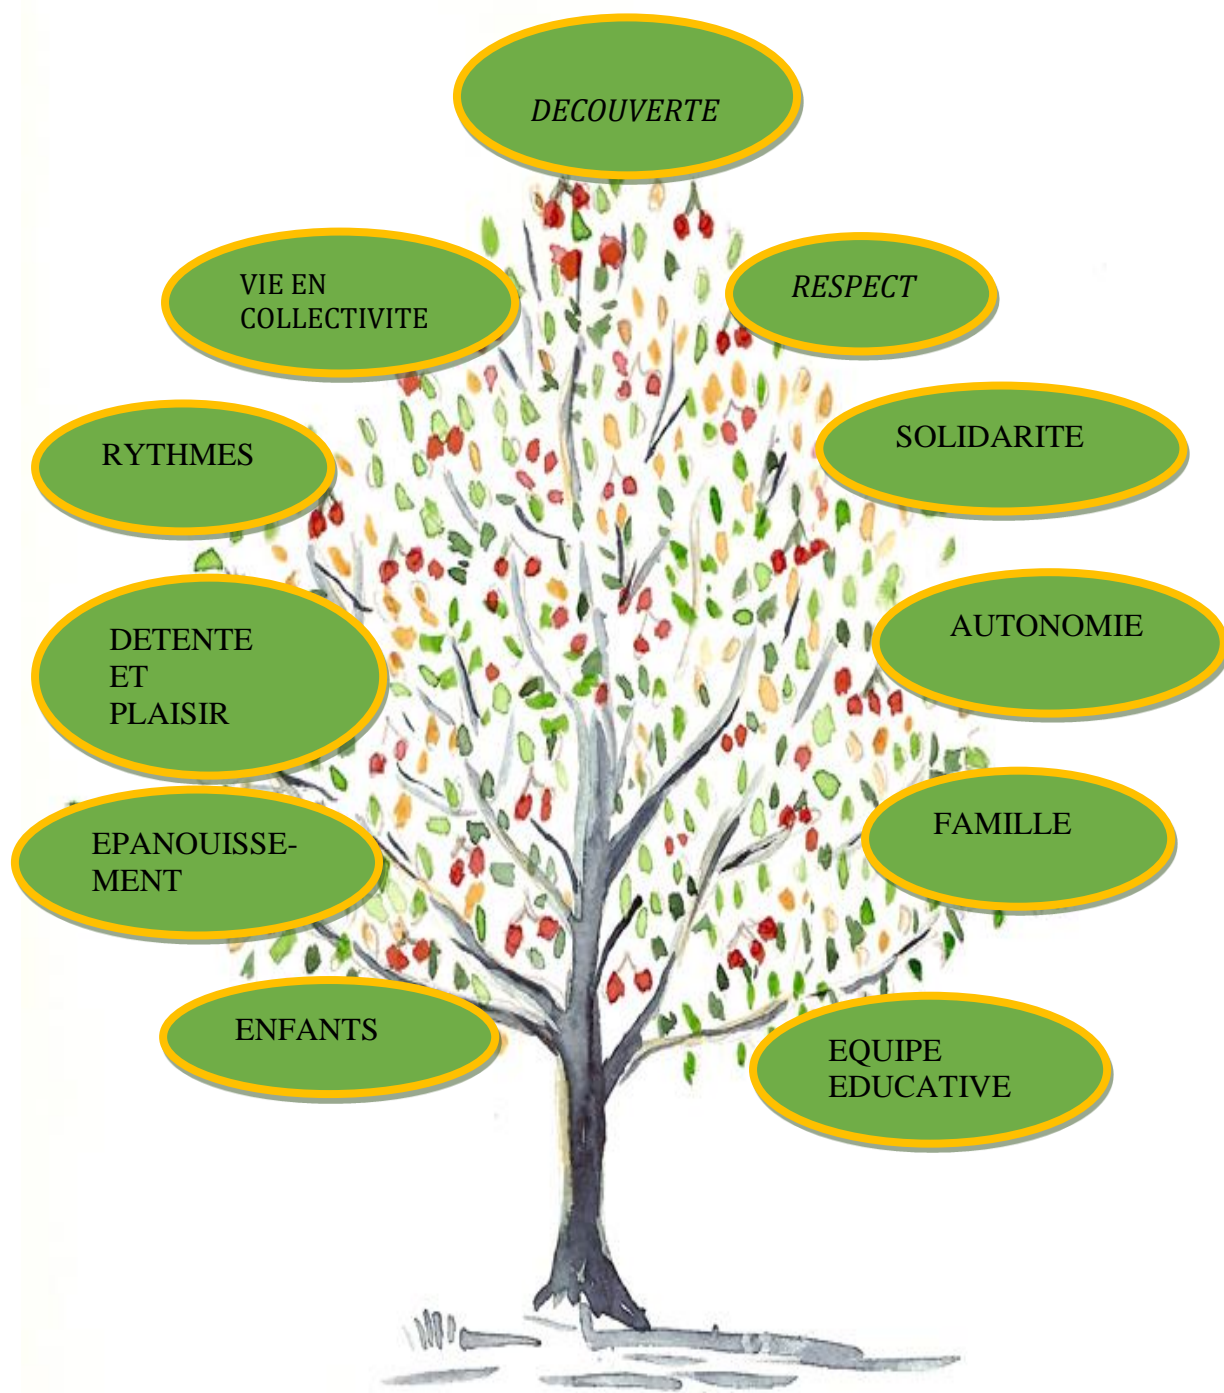 DECOUVERTE
VIE EN
COLLECTIVITE
RESPECT
RYTHMES
SOLIDARITE
DETENTE
ET
PLAISIR
AUTONOMIE
EPANOUISSE-
MENT
FAMILLE
ENFANTS
EQUIPE
EDUCATIVE